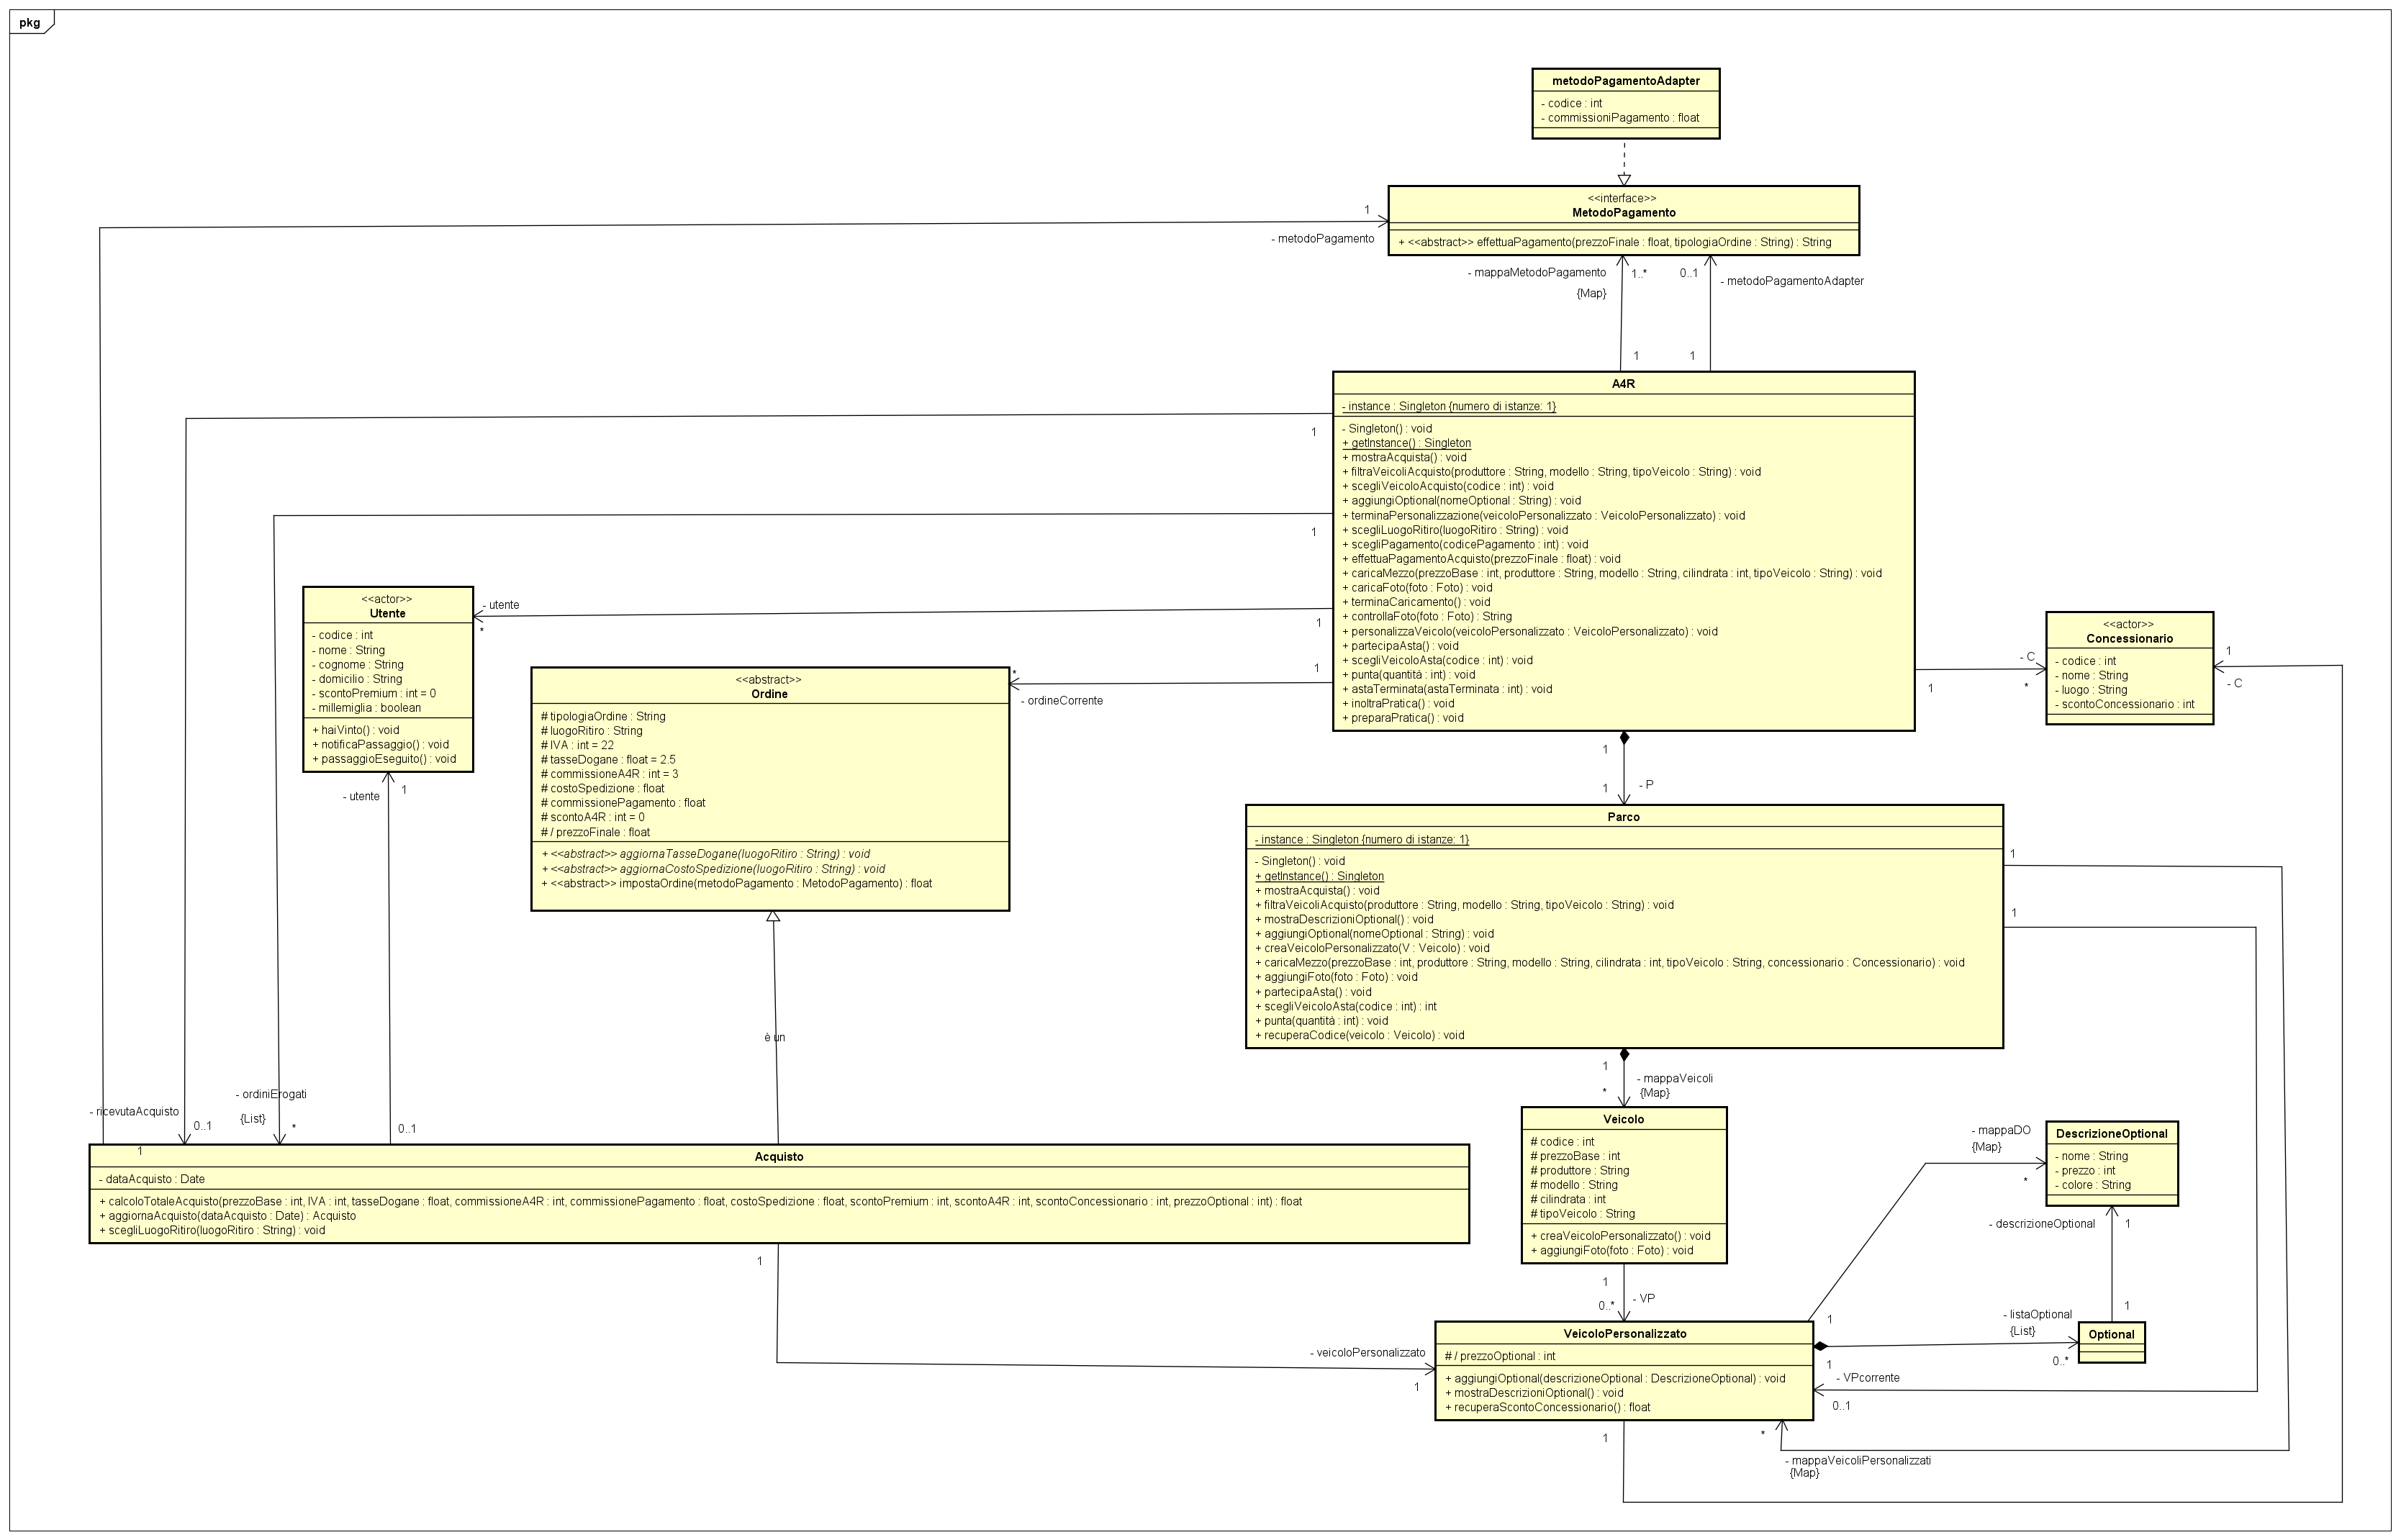 pkg
metodoPagamentoAdapter
- codice : int
- commissioniPagamento : float
<<interface>>
MetodoPagamento
+ <<abstract>> effettuaPagamento(prezzoFinale : float, tipologiaOrdine : String) : String
1
- metodoPagamento
- mappaMetodoPagamento
{Map}
1..*
0..1
- metodoPagamentoAdapter
1
1
A4R
- instance : Singleton {numero di istanze: 1}
- Singleton() : void
+ getInstance() : Singleton
+ mostraAcquista() : void
+ filtraVeicoliAcquisto(produttore : String, modello : String, tipoVeicolo : String) : void
+ scegliVeicoloAcquisto(codice : int) : void
+ aggiungiOptional(nomeOptional : String) : void
+ terminaPersonalizzazione(veicoloPersonalizzato : VeicoloPersonalizzato) : void
+ scegliLuogoRitiro(luogoRitiro : String) : void
+ scegliPagamento(codicePagamento : int) : void
+ effettuaPagamentoAcquisto(prezzoFinale : float) : void
+ caricaMezzo(prezzoBase : int, produttore : String, modello : String, cilindrata : int, tipoVeicolo : String) : void
+ caricaFoto(foto : Foto) : void
+ terminaCaricamento() : void
+ controllaFoto(foto : Foto) : String
+ personalizzaVeicolo(veicoloPersonalizzato : VeicoloPersonalizzato) : void
+ partecipaAsta() : void
+ scegliVeicoloAsta(codice : int) : void
+ punta(quantità : int) : void
+ astaTerminata(astaTerminata : int) : void
+ inoltraPratica() : void
+ preparaPratica() : void
1
1
1
1
<<actor>>
Utente
- codice : int
- nome : String
- cognome : String
- domicilio : String
- scontoPremium : int = 0
- millemiglia : boolean
+ haiVinto() : void
+ notificaPassaggio() : void
+ passaggioEseguito() : void
- utente
*
- utente
1
<<abstract>>
Ordine
# tipologiaOrdine : String
# luogoRitiro : String
# IVA : int = 22
# tasseDogane : float = 2.5
# commissioneA4R : int = 3
# costoSpedizione : float
# commissionePagamento : float
# scontoA4R : int = 0
# / prezzoFinale : float
+ <<abstract>> aggiornaTasseDogane(luogoRitiro : String) : void
+ <<abstract>> aggiornaCostoSpedizione(luogoRitiro : String) : void
+ <<abstract>> impostaOrdine(metodoPagamento : MetodoPagamento) : float
*
- ordineCorrente
<<actor>>
Concessionario
- codice : int
- nome : String
- luogo : String
- scontoConcessionario : int
- C
*
1
1
- C
1
1
- P
Parco
- instance : Singleton {numero di istanze: 1}
- Singleton() : void
+ getInstance() : Singleton
+ mostraAcquista() : void
+ filtraVeicoliAcquisto(produttore : String, modello : String, tipoVeicolo : String) : void
+ mostraDescrizioniOptional() : void
+ aggiungiOptional(nomeOptional : String) : void
+ creaVeicoloPersonalizzato(V : Veicolo) : void
+ caricaMezzo(prezzoBase : int, produttore : String, modello : String, cilindrata : int, tipoVeicolo : String, concessionario : Concessionario) : void
+ aggiungiFoto(foto : Foto) : void
+ partecipaAsta() : void
+ scegliVeicoloAsta(codice : int) : int
+ punta(quantità : int) : void
+ recuperaCodice(veicolo : Veicolo) : void
1
1
1
*
- mappaVeicoli
{Map}
è un
- ordiniErogati
{List}
*
- ricevutaAcquisto
0..1
0..1
1
Acquisto
- dataAcquisto : Date
+ calcoloTotaleAcquisto(prezzoBase : int, IVA : int, tasseDogane : float, commissioneA4R : int, commissionePagamento : float, costoSpedizione : float, scontoPremium : int, scontoA4R : int, scontoConcessionario : int, prezzoOptional : int) : float
+ aggiornaAcquisto(dataAcquisto : Date) : Acquisto
+ scegliLuogoRitiro(luogoRitiro : String) : void
1
Veicolo
# codice : int
# prezzoBase : int
# produttore : String
# modello : String
# cilindrata : int
# tipoVeicolo : String
+ creaVeicoloPersonalizzato() : void
+ aggiungiFoto(foto : Foto) : void
1
0..*
- VP
- mappaDO
{Map}
*
DescrizioneOptional
- nome : String
- prezzo : int
- colore : String
- descrizioneOptional
1
1
- listaOptional
{List}
0..*
Optional
- veicoloPersonalizzato
1
VeicoloPersonalizzato
# / prezzoOptional : int
+ aggiungiOptional(descrizioneOptional : DescrizioneOptional) : void
+ mostraDescrizioniOptional() : void
+ recuperaScontoConcessionario() : float
1
1
- VPcorrente
0..1
1
*
- mappaVeicoliPersonalizzati
{Map}